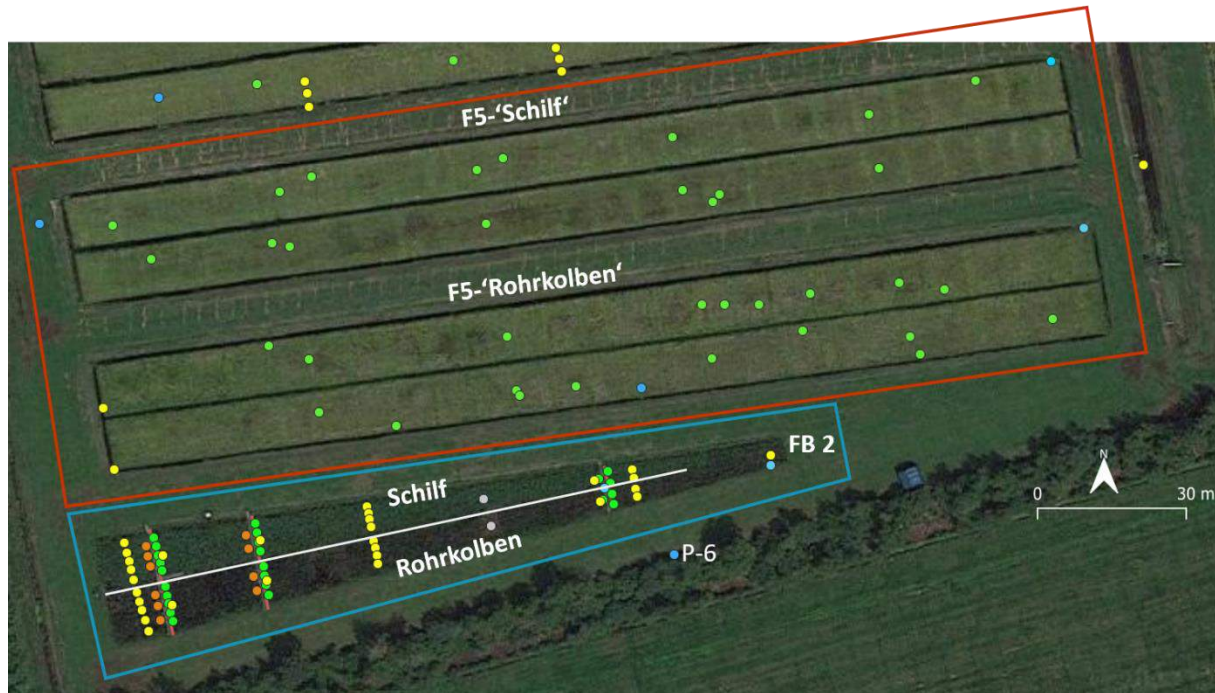 F5-‘Schilf‘
F5-‘Rohrkolben‘
FB 2
Schilf
Rohrkolben
P-6
N
0 30 m